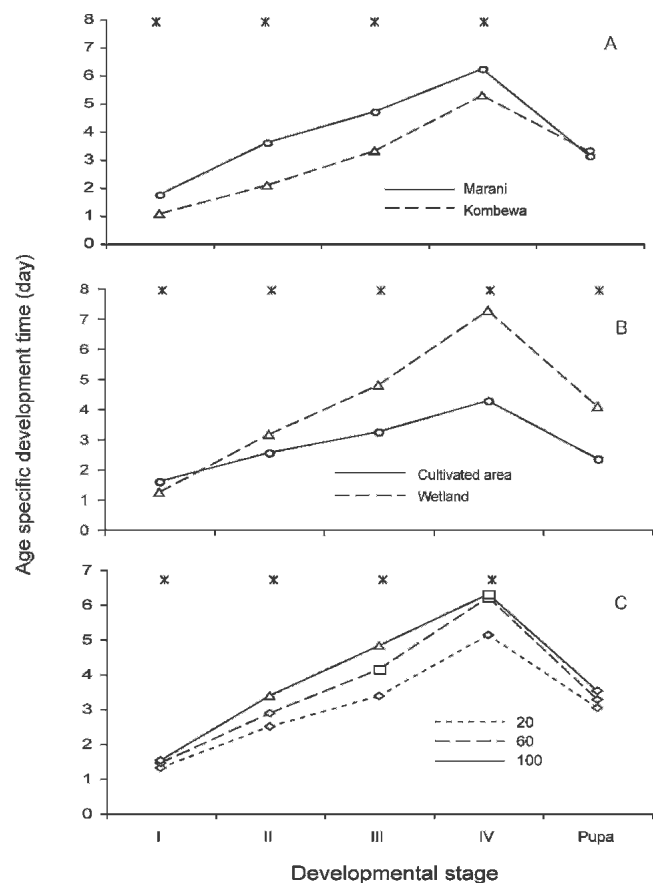 8
7
6
5
4
3
2
1
0
A
Marani
Kombewa
8
7
6
5
4
3
2
1
0
B
Cultivated area
Wetland
7
6
5
4
3
2
1
0
C
20
60
100
I II III IV Pupa
Developmental stage
Age specific development time (day)